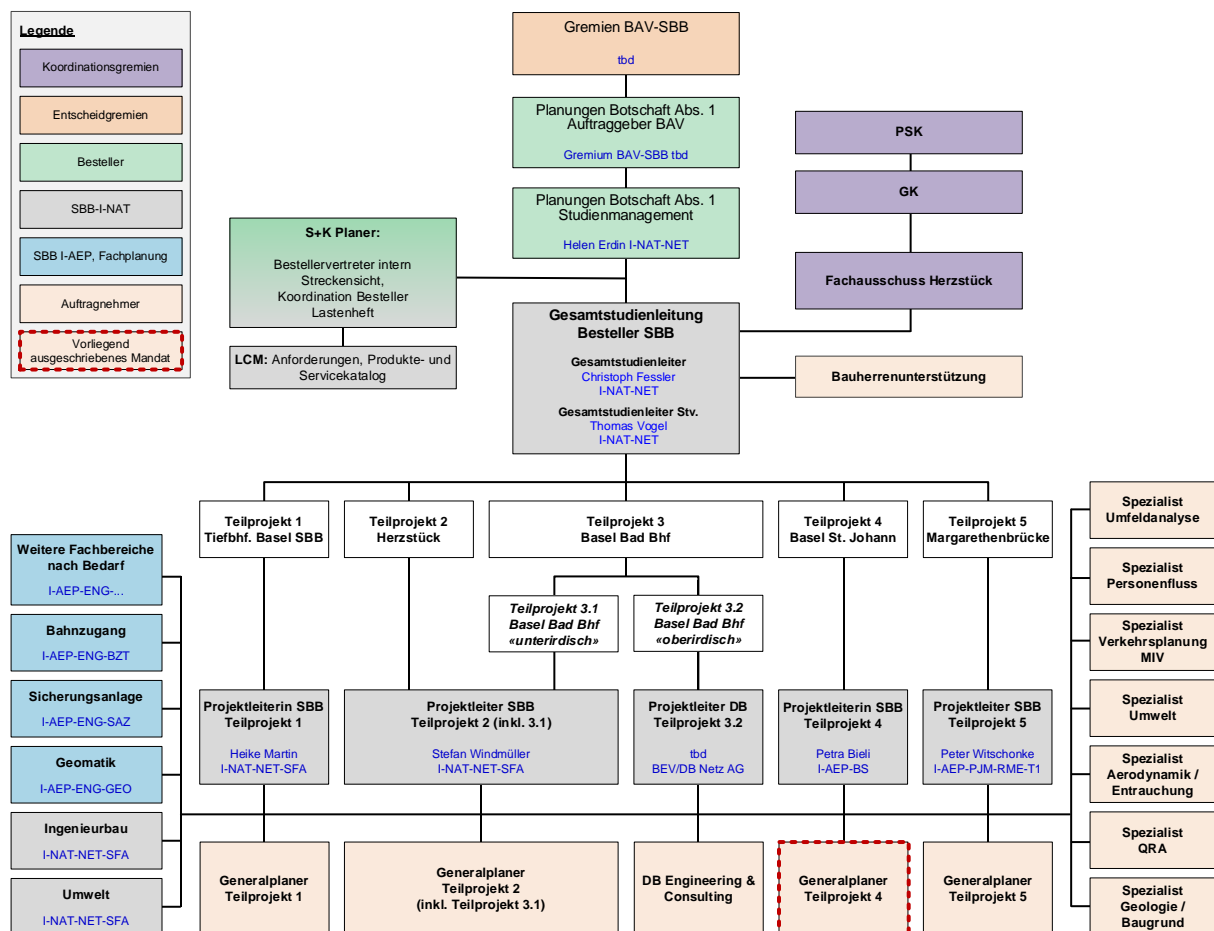 Legende
Koordinationsgremien
Entscheidgremien
Besteller
SBB-I-NAT
SBB I-AEP, Fachplanung
Auftragnehmer
Vorliegend
ausgeschriebenes Mandat
Gremien BAV-SBB
tbd
Planungen Botschaft Abs. 1
Auftraggeber BAV
Gremium BAV-SBB tbd
Planungen Botschaft Abs. 1
Studienmanagement
Helen Erdin I-NAT-NET
PSK
GK
Fachausschuss Herzstück
S+K Planer:
Bestellervertreter intern
Streckensicht,
Koordination Besteller
Lastenheft
LCM: Anforderungen, Produkte- und
Servicekatalog
Gesamtstudienleitung
Besteller SBB
Gesamtstudienleiter
Christoph Fessler
I-NAT-NET
Gesamtstudienleiter Stv.
Thomas Vogel
I-NAT-NET
Bauherrenunterstützung
Teilprojekt 1
Tiefbhf. Basel SBB
Teilprojekt 2
Herzstück
Teilprojekt 3
Basel Bad Bhf
Teilprojekt 4
Basel St. Johann
Teilprojekt 5
Margarethenbrücke
Teilprojekt 3.1
Basel Bad Bhf
«unterirdisch»
Teilprojekt 3.2
Basel Bad Bhf
«oberirdisch»
Projektleiterin SBB
Teilprojekt 1
Heike Martin
I-NAT-NET-SFA
Projektleiter SBB
Teilprojekt 2 (inkl. 3.1)
Stefan Windmüller
I-NAT-NET-SFA
Projektleiter DB
Teilprojekt 3.2
tbd
BEV/DB Netz AG
Projektleiterin SBB
Teilprojekt 4
Petra Bieli
I-AEP-BS
Projektleiter SBB
Teilprojekt 5
Peter Witschonke
I-AEP-PJM-RME-T1
Generalplaner
Teilprojekt 1
Generalplaner
Teilprojekt 2
(inkl. Teilprojekt 3.1)
DB Engineering &
Consulting
Generalplaner
Teilprojekt 4
Generalplaner
Teilprojekt 5
Weitere Fachbereiche
nach Bedarf
I-AEP-ENG-...
Bahnzugang
I-AEP-ENG-BZT
Sicherungsanlage
I-AEP-ENG-SAZ
Geomatik
I-AEP-ENG-GEO
Ingenieurbau
I-NAT-NET-SFA
Umwelt
I-NAT-NET-SFA
Spezialist
Umfeldanalyse
Spezialist
Personenfluss
Spezialist
Verkehrsplanung
MIV
Spezialist
Umwelt
Spezialist
Aerodynamik /
Entrauchung
Spezialist
QRA
Spezialist
Geologie /
Baugrund